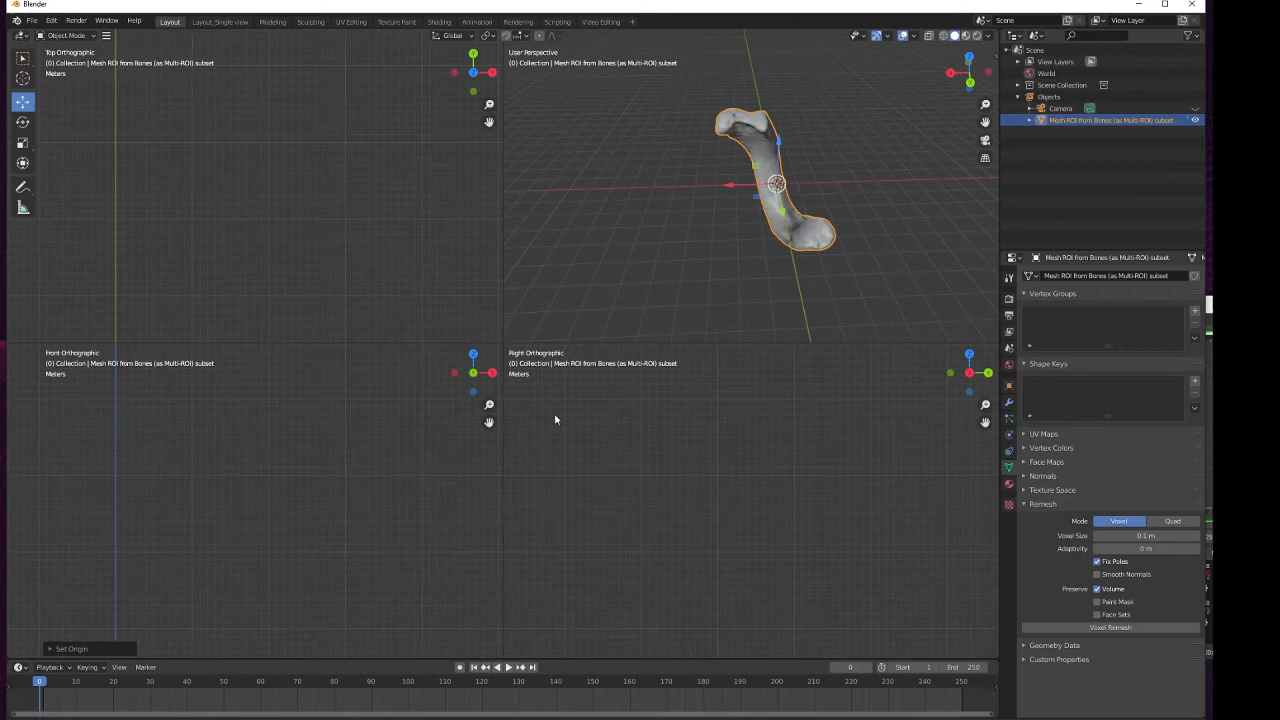 Blender
File Edit Render Window Help Layout Layout_Single view Modeling Sculpting UV Editing Texture Paint Shading Animation Rendering Scripting Video Editing + Scene View Layer
Object Mode Global
Top Orthographic
(0) Collection | Mesh ROI from Bones (as Multi-ROI) subset
Meters
User Perspective
(0) Collection | Mesh ROI from Bones (as Multi-ROI) subset
Front Orthographic
(0) Collection | Mesh ROI from Bones (as Multi-ROI) subset
Meters
Right Orthographic
(0) Collection | Mesh ROI from Bones (as Multi-ROI) subset
Meters
Set Origin
Scene
View Layers
World
Scene Collection
Objects
Camera
Mesh ROI from Bones (as Multi-ROI) subset
Mesh ROI from Bones (as Multi-ROI) subset
Mesh ROI from Bones (as Multi-ROI) subset
Vertex Groups
Shape Keys
UV Maps
Vertex Colors
Face Maps
Normals
Texture Space
Remesh
Mode Voxel Quad
Voxel Size 0.1 m
Adaptivity 0 m
Fix Poles
Smooth Normals
Preserve Volume
Paint Mask
Face Sets
Voxel Remesh
Geometry Data
Custom Properties
Playback Keying View Marker 0 Start 1 End 250
0 10 20 30 40 50 60 70 80 90 100 110 120 130 140 150 160 170 180 190 200 210 220 230 240 250